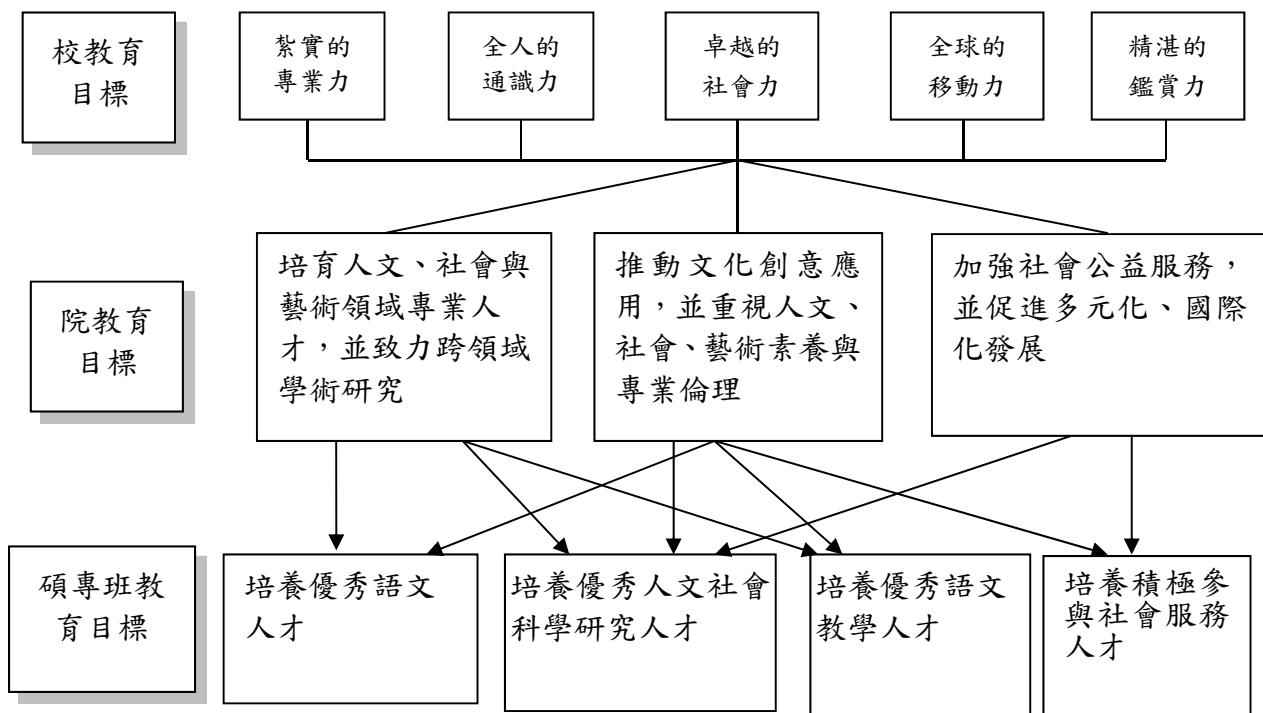 校教育
目標
紮實的
專業力
全人的
通識力
卓越的
社會力
全球的
移動力
精湛的
鑑賞力
院教育
目標
培育人文、社會與
藝術領域專業人
才，並致力跨領域
學術研究
推動文化創意應
用，並重視人文、
社會、藝術素養與
專業倫理
加強社會公益服務，
並促進多元化、國際
化發展
碩專班教
育目標
培養優秀語文
人才
培養優秀人文社會
科學研究人才
培養優秀語文
教學人才
培養積極參
與社會服務
人才